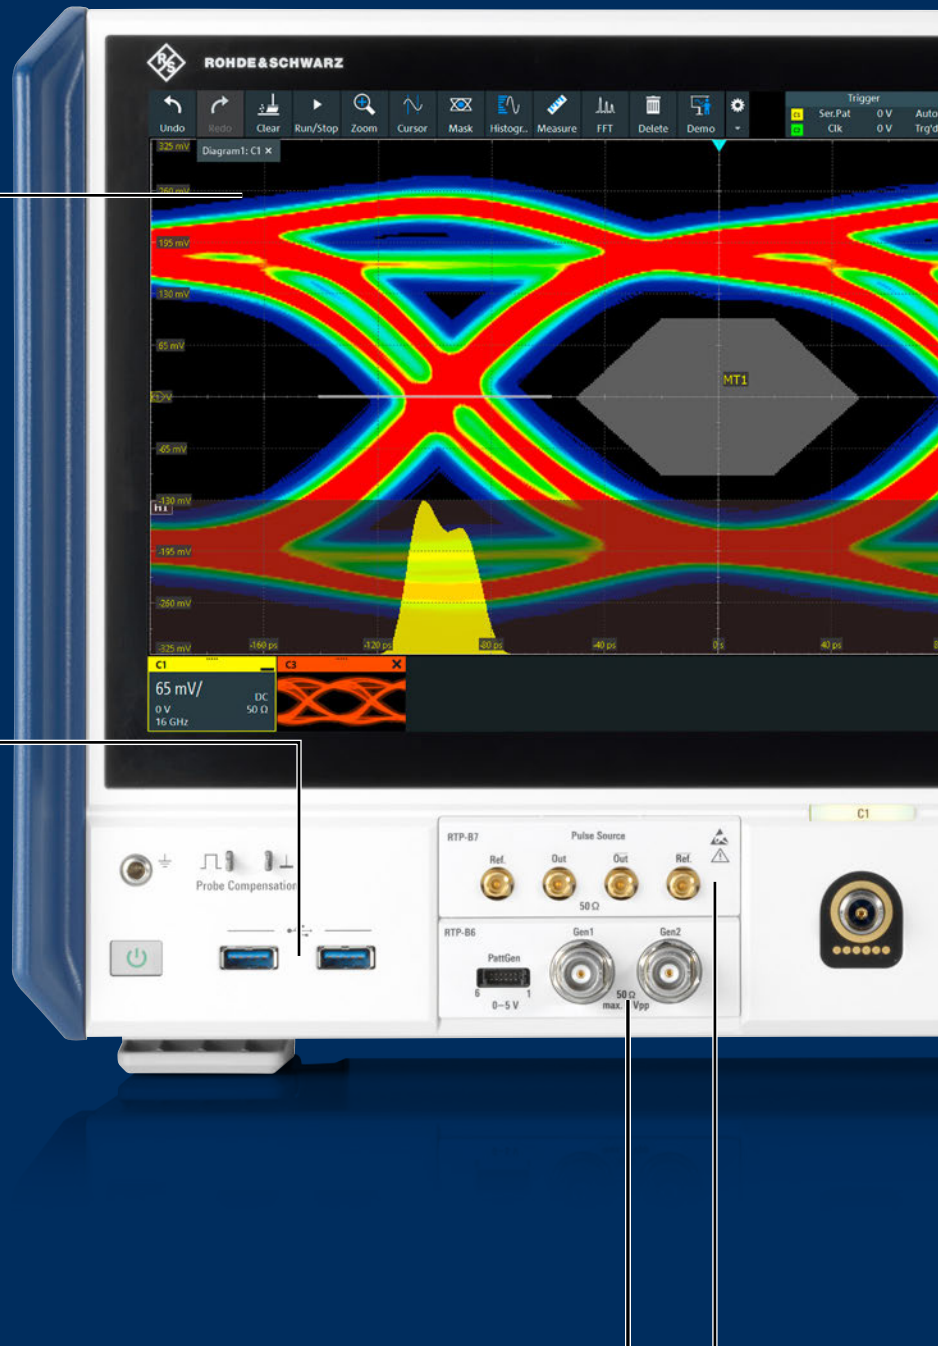 R&S
ROHDE&SCHWARZ
Undo Redo Clear Run/Stop Zoom Cursor Mask Histogr.. Measure FFT Delete Demo
Trigger
C1 Ser.Pat 0 V Auto
Clk 0 V Trg'd
Diagram1: C1 ×
325 mV
260 mV
195 mV
130 mV
65 mV
MT1
-65 mV
-130 mV
-195 mV
-260 mV
-325 mV
-160 ps -120 ps -80 ps -40 ps 0 s 40 ps
C1
65 mV/
DC
0 V
50 Ω
16 GHz
C3
C1
RTP-B7 Pulse Source
Ref. Out Out Ref.
50 Ω
Probe Compensation
RTP-B6 Gen1 Gen2
PattGen
6 1
0–5 V
50 Ω
max. Vpp